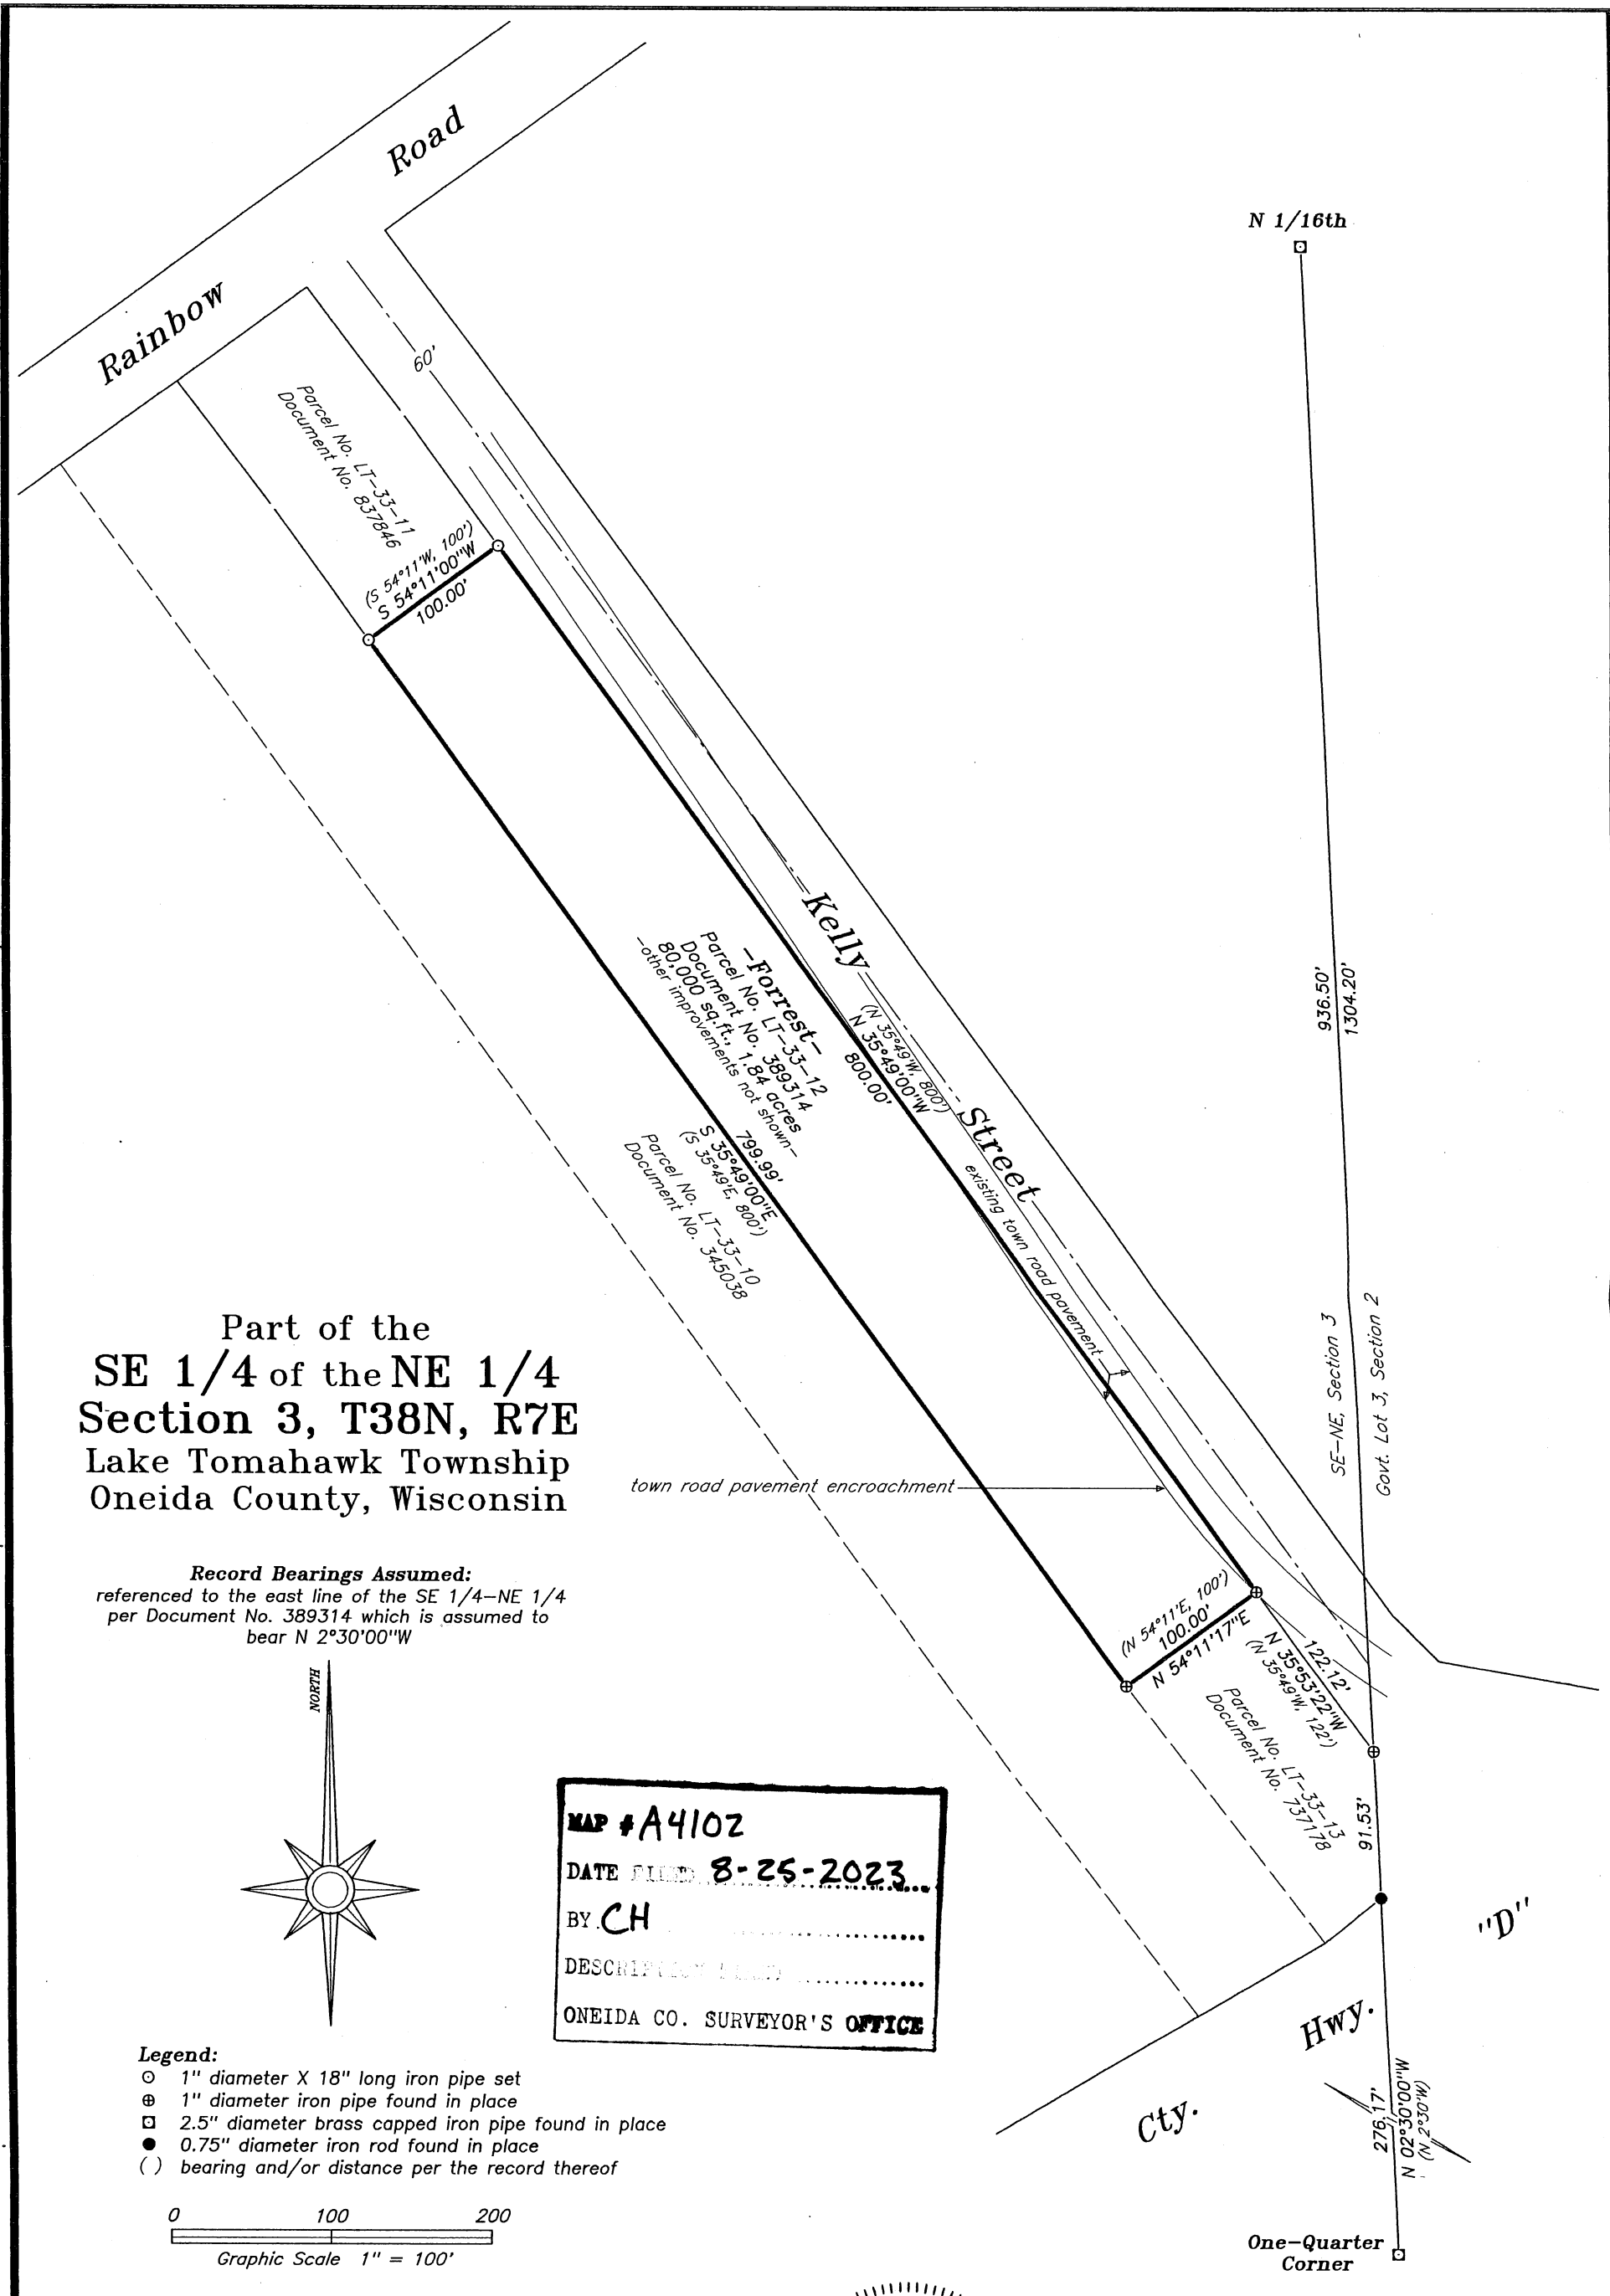 Road
Rainbow
N 1/16th
60'
Parcel No. LT-33-11
Document No. 837846
(S 54°11'W, 100')
S 54°11'00"W
100.00'
Kelly
Street
-Forrest-
Parcel No. LT-33-12
Document No. 389314
80,000 sq.ft., 1.84 acres
-other improvements not shown-
(N 35°49'W, 800')
N 35°49'00"W
800.00'
799.99'
S 35°49'00"E
(S 35°49'E, 800')
Parcel No. LT-33-10
Document No. 345038
936.50'
1304.20'
existing town road pavement
SE-NE, Section 3
Govt. Lot 3, Section 2
Part of the
SE 1/4 of the NE 1/4
Section 3, T38N, R7E
Lake Tomahawk Township
Oneida County, Wisconsin
town road pavement encroachment
Record Bearings Assumed:
referenced to the east line of the SE 1/4-NE 1/4
per Document No. 389314 which is assumed to
bear N 2°30'00"W
NORTH
(N 54°11'E, 100')
100.00'
N 54°11'17"E
122.12'
N 35°53'22"W
(N 35°49'W, 122')
Parcel No. LT-33-13
Document No. 737178
91.53'
MAP # A4102
DATE FILED 8-25-2023
BY CH
DESCRIPTION
ONEIDA CO. SURVEYOR'S OFFICE
Cty. Hwy. "D"
276.17'
N 02°30'00"W
(N 2°30'W)
Legend:
1" diameter X 18" long iron pipe set
1" diameter iron pipe found in place
2.5" diameter brass capped iron pipe found in place
0.75" diameter iron rod found in place
( ) bearing and/or distance per the record thereof
0 100 200
Graphic Scale 1" = 100'
One-Quarter
Corner